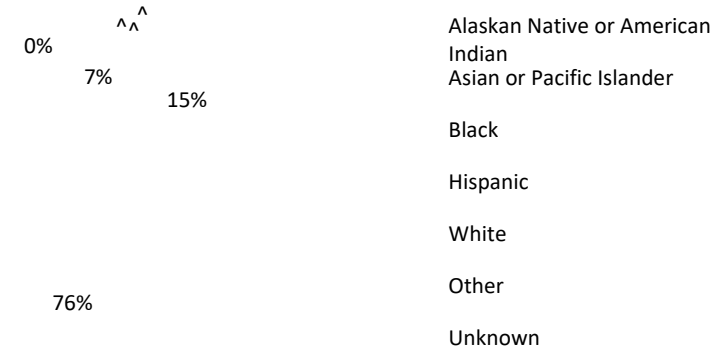 ^
^^
0%
7%
15%
76%
Alaskan Native or American
Indian
Asian or Pacific Islander
Black
Hispanic
White
Other
Unknown